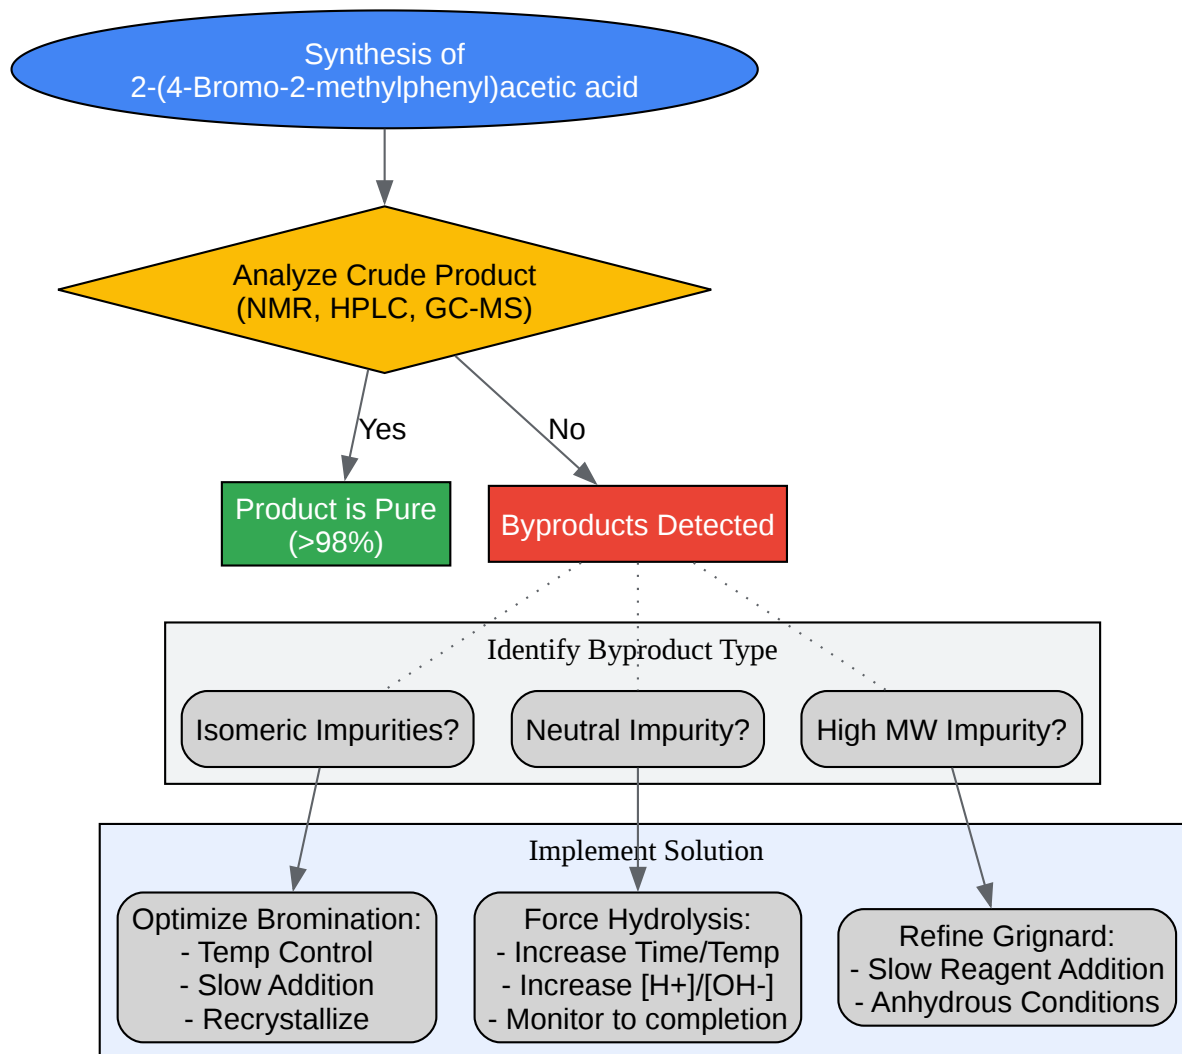 Synthesis of
2-(4-Bromo-2-methylphenyl)acetic acid
Analyze Crude Product
(NMR, HPLC, GC-MS)
Yes
No
Product is Pure
(>98%)
Byproducts Detected
Identify Byproduct Type
Isomeric Impurities?
Neutral Impurity?
High MW Impurity?
Implement Solution
Optimize Bromination:
- Temp Control
- Slow Addition
- Recrystallize
Force Hydrolysis:
- Increase Time/Temp
- Increase [H+]/[OH-]
- Monitor to completion
Refine Grignard:
- Slow Reagent Addition
- Anhydrous Conditions